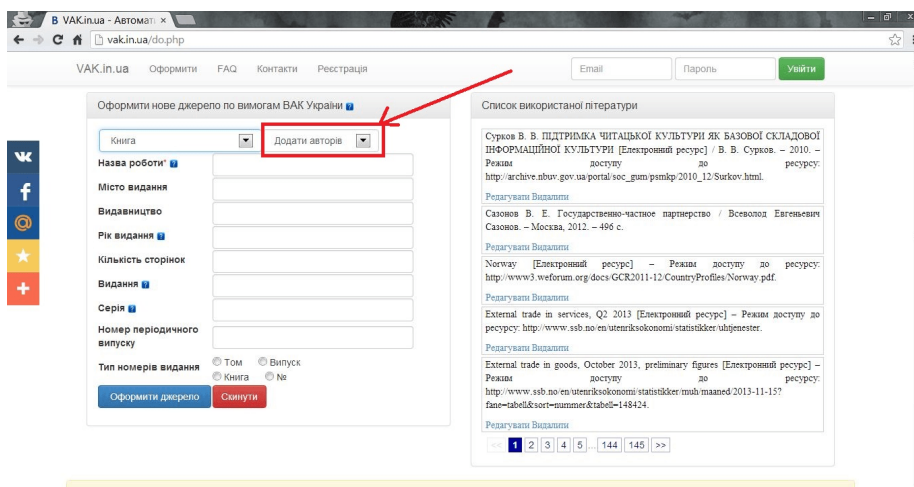 B VAK.in.ua - Автомат ×
vak.in.ua/do.php
VAK.in.ua Оформити FAQ Контакти Реєстрація Email Пароль Увійти
Оформити нове джерело по вимогам ВАК України ?
Книга Додати авторів
Назва роботи* ?
Місто видання
Видавництво
Рік видання ?
Кількість сторінок
Видання ?
Серія ?
Номер періодичного
випуску
Тип номерів видання Том Випуск
Книга №
Оформити джерело Скинути
Список використаної літератури
Сурков В. В. ПІДТРИМКА ЧИТАЦЬКОЇ КУЛЬТУРИ ЯК БАЗОВОЇ СКЛАДОВОЇ
ІНФОРМАЦІЙНОЇ КУЛЬТУРИ [Електронний ресурс] / В. В. Сурков. – 2010. –
Режим доступу до ресурсу:
http://archive.nbuv.gov.ua/portal/soc_gum/psmkp/2010_12/Surkov.html.
Редагувати Видалити
Сазонов В. Е. Государственно-частное партнерство / Всеволод Евгеньевич
Сазонов. – Москва, 2012. – 496 с.
Редагувати Видалити
Norway [Електронний ресурс] – Режим доступу до ресурсу:
http://www3.weforum.org/docs/GCR2011-12/CountryProfiles/Norway.pdf.
Редагувати Видалити
External trade in services, Q2 2013 [Електронний ресурс] – Режим доступу до
ресурсу: http://www.ssb.no/en/utenriksokonomi/statistikker/uhtjenester.
Редагувати Видалити
External trade in goods, October 2013, preliminary figures [Електронний ресурс] –
Режим доступу до ресурсу:
http://www.ssb.no/en/utenriksokonomi/statistikker/muh/maaned/2013-11-15?
fane=tabell&sort=nummer&tabell=148424.
Редагувати Видалити
<< 1 2 3 4 5 ... 144 145 >>